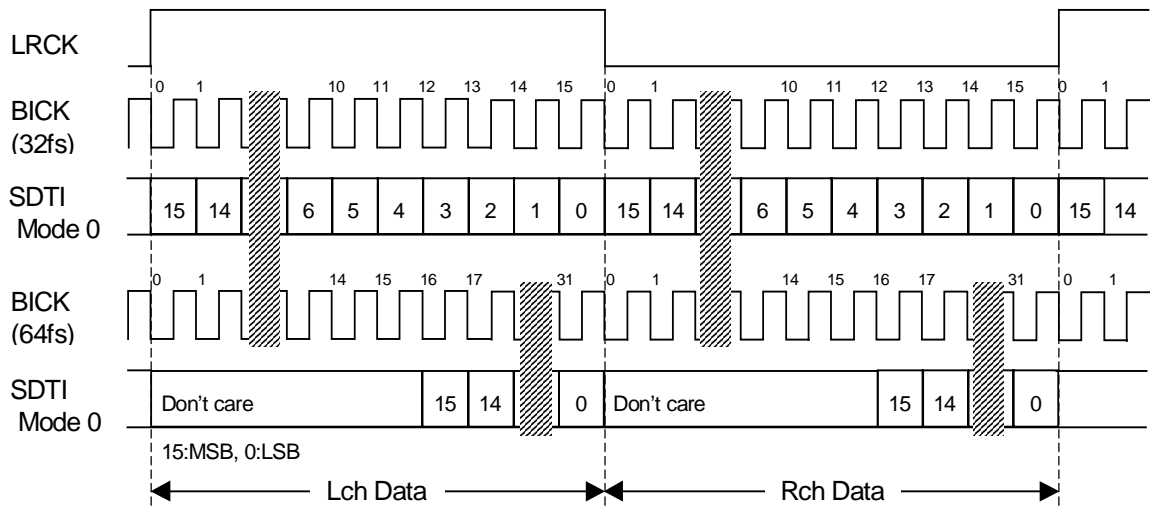 LRCK
0 1 10 11 12 13 14 15 0 1 10 11 12 13 14 15 0 1
BICK
(32fs)
SDTI
Mode 0
15 14 6 5 4 3 2 1 0 15 14 6 5 4 3 2 1 0 15 14
0 1 14 15 16 17 31 0 1 14 15 16 17 31 0 1
BICK
(64fs)
SDTI
Mode 0
Don't care 15 14 0 Don't care 15 14 0
15:MSB, 0:LSB
Lch Data Rch Data